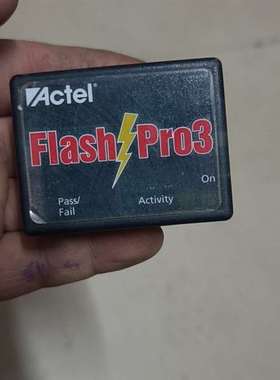 Actel®
Flash Pro3
On
Pass/
Fail
Activity